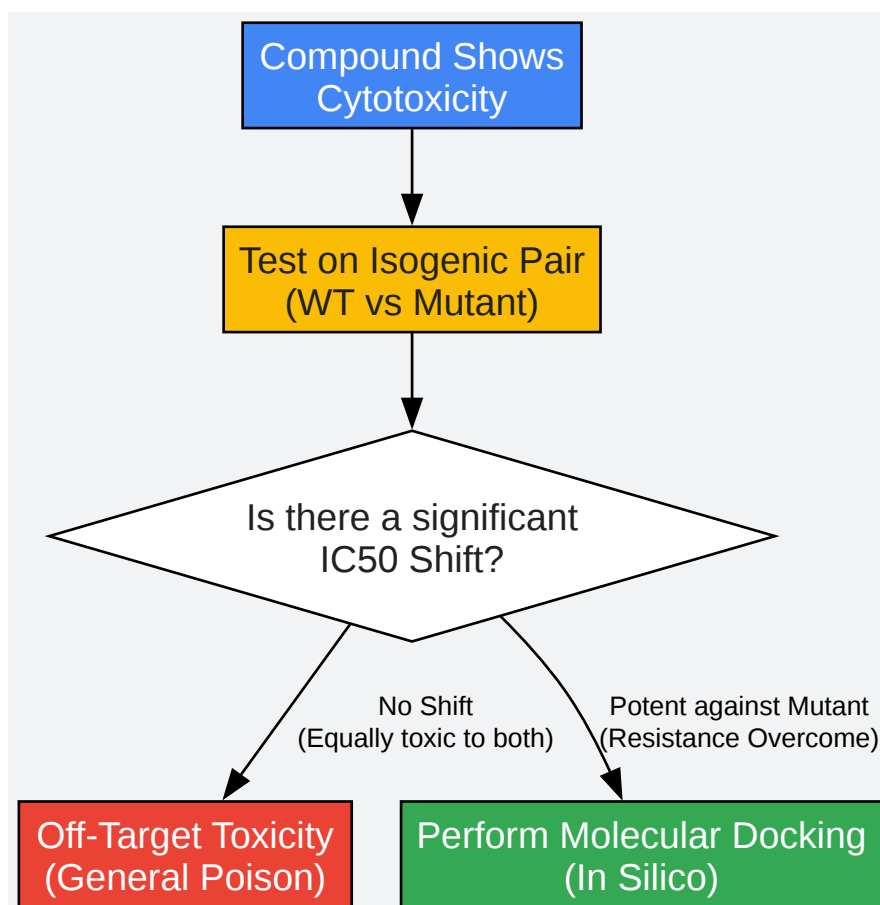 Compound Shows
Cytotoxicity
Test on Isogenic Pair
(WT vs Mutant)
Is there a significant
IC50 Shift?
No Shift
(Equally toxic to both)
Potent against Mutant
(Resistance Overcome)
Off-Target Toxicity
(General Poison)
Perform Molecular Docking
(In Silico)